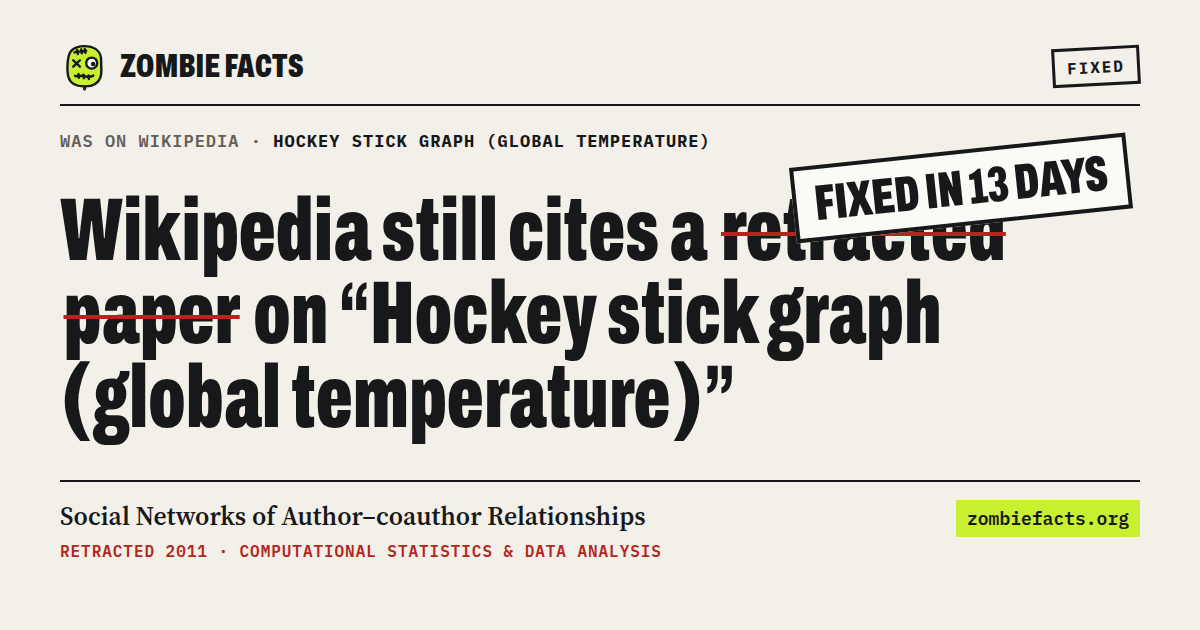 ZOMBIE FACTS
FIXED
WAS ON WIKIPEDIA · HOCKEY STICK GRAPH (GLOBAL TEMPERATURE)
FIXED IN 13 DAYS
Wikipedia still cites a retracted
paper on “Hockey stick graph
(global temperature)”
Social Networks of Author–coauthor Relationships
zombiefacts.org
RETRACTED 2011 · COMPUTATIONAL STATISTICS & DATA ANALYSIS